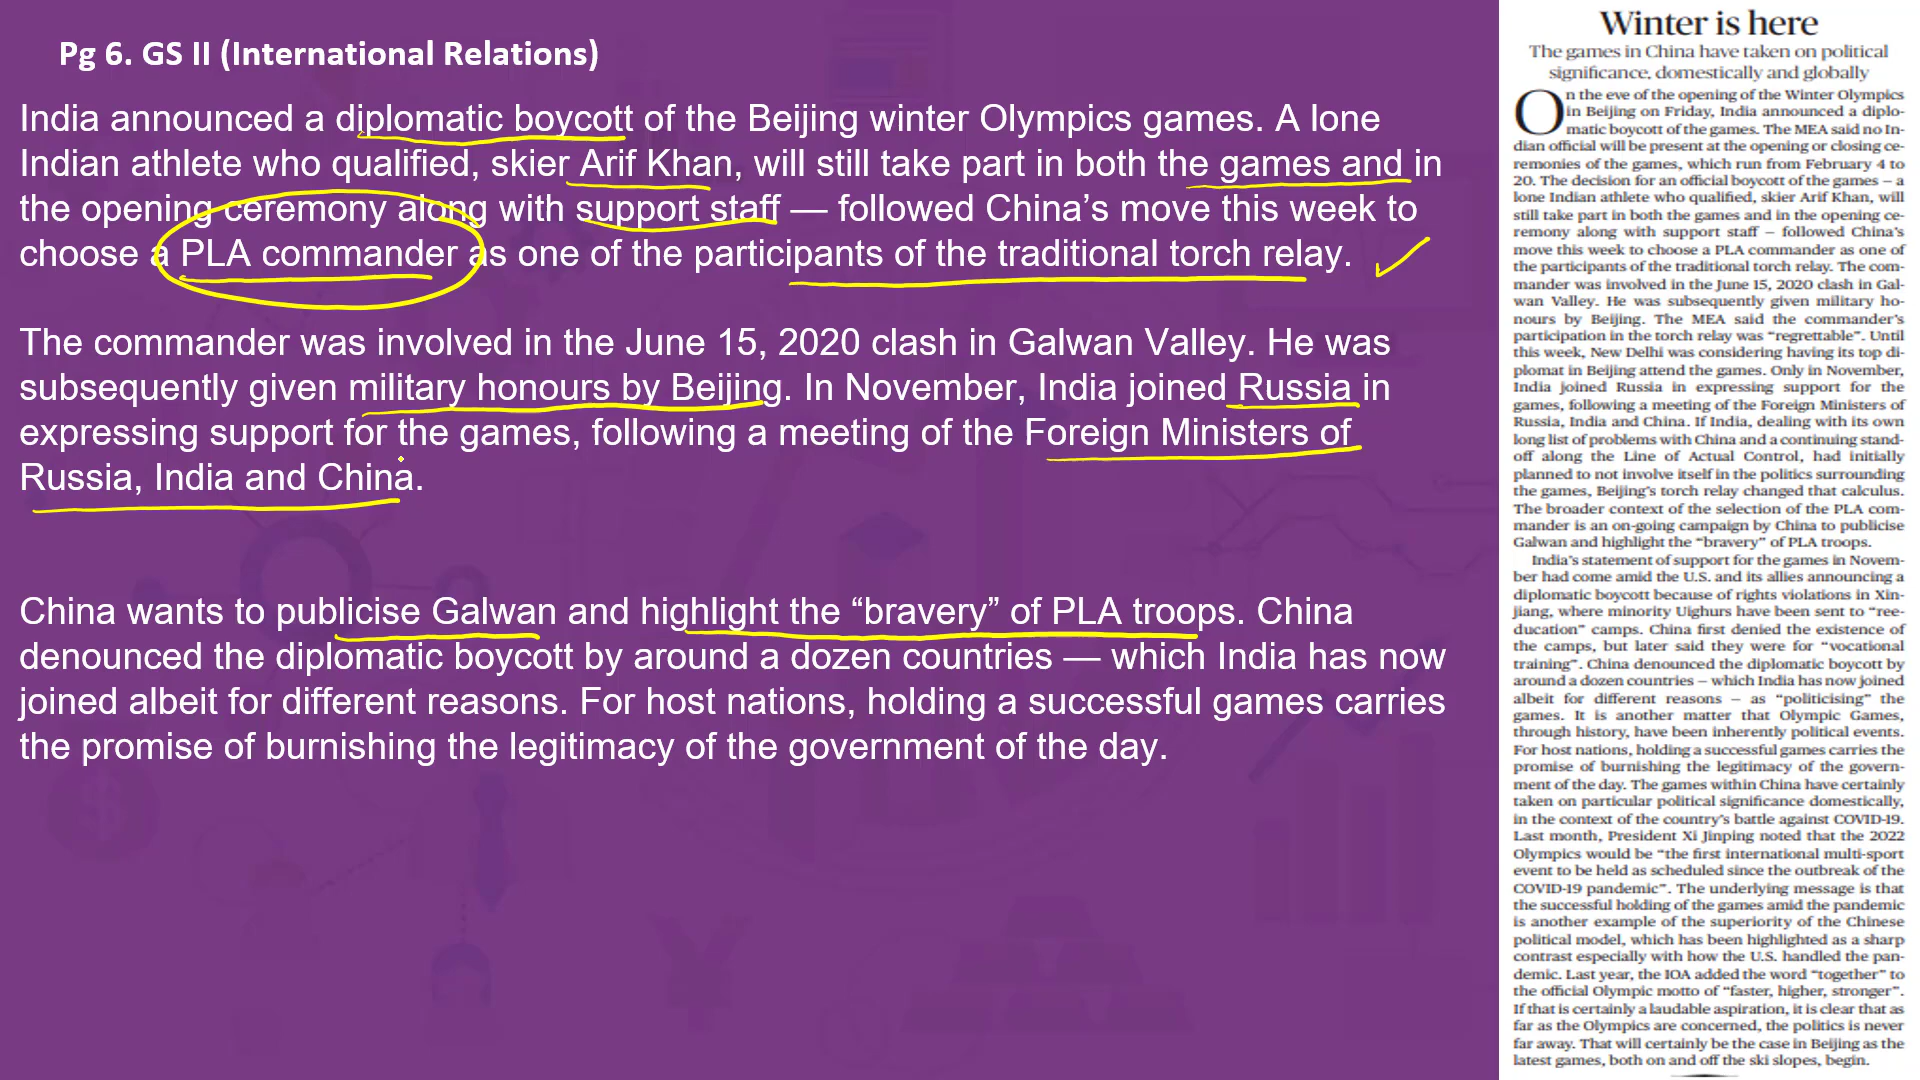 Pg 6. GS II (International Relations)
India announced a diplomatic boycott of the Beijing winter Olympics games. A lone
Indian athlete who qualified, skier Arif Khan, will still take part in both the games and in
the opening ceremony along with support staff — followed China’s move this week to
choose a PLA commander as one of the participants of the traditional torch relay.
The commander was involved in the June 15, 2020 clash in Galwan Valley. He was
subsequently given military honours by Beijing. In November, India joined Russia in
expressing support for the games, following a meeting of the Foreign Ministers of
Russia, India and China.
China wants to publicise Galwan and highlight the “bravery” of PLA troops. China
denounced the diplomatic boycott by around a dozen countries — which India has now
joined albeit for different reasons. For host nations, holding a successful games carries
the promise of burnishing the legitimacy of the government of the day.
Winter is here
The games in China have taken on political
significance, domestically and globally
On the eve of the opening of the Winter Olympics
in Beijing on Friday, India announced a diplo-
matic boycott of the games. The MEA said no In-
dian official will be present at the opening or closing ce-
remonies of the games, which run from February 4 to
20. The decision for an official boycott of the games – a
lone Indian athlete who qualified, skier Arif Khan, will
still take part in both the games and in the opening ce-
remony along with support staff – followed China’s
move this week to choose a PLA commander as one of
the participants of the traditional torch relay. The com-
mander was involved in the June 15, 2020 clash in Gal-
wan Valley. He was subsequently given military ho-
nours by Beijing. The MEA said the commander’s
participation in the torch relay was “regrettable”. Until
this week, New Delhi was considering having its top di-
plomat in Beijing attend the games. Only in November,
India joined Russia in expressing support for the
games, following a meeting of the Foreign Ministers of
Russia, India and China. If India, dealing with its own
long list of problems with China and a continuing stand-
off along the Line of Actual Control, had initially
planned to not involve itself in the politics surrounding
the games, Beijing’s torch relay changed that calculus.
The broader context of the selection of the PLA com-
mander is an on-going campaign by China to publicise
Galwan and highlight the “bravery” of PLA troops.
India’s statement of support for the games in Novem-
ber had come amid the U.S. and its allies announcing a
diplomatic boycott because of rights violations in Xin-
jiang, where minority Uighurs have been sent to “ree-
ducation” camps. China first denied the existence of
the camps, but later said they were for “vocational
training”. China denounced the diplomatic boycott by
around a dozen countries – which India has now joined
albeit for different reasons – as “politicising” the
games. It is another matter that Olympic Games,
through history, have been inherently political events.
For host nations, holding a successful games carries the
promise of burnishing the legitimacy of the govern-
ment of the day. The games within China have certainly
taken on particular political significance domestically,
in the context of the country’s battle against COVID-19.
Last month, President Xi Jinping noted that the 2022
Olympics would be “the first international multi-sport
event to be held as scheduled since the outbreak of the
COVID-19 pandemic”. The underlying message is that
the successful holding of the games amid the pandemic
is another example of the superiority of the Chinese
political model, which has been highlighted as a sharp
contrast especially with how the U.S. handled the pan-
demic. Last year, the IOA added the word “together” to
the official Olympic motto of “faster, higher, stronger”.
If that is certainly a laudable aspiration, it is clear that as
far as the Olympics are concerned, the politics is never
far away. That will certainly be the case in Beijing as the
latest games, both on and off the ski slopes, begin.